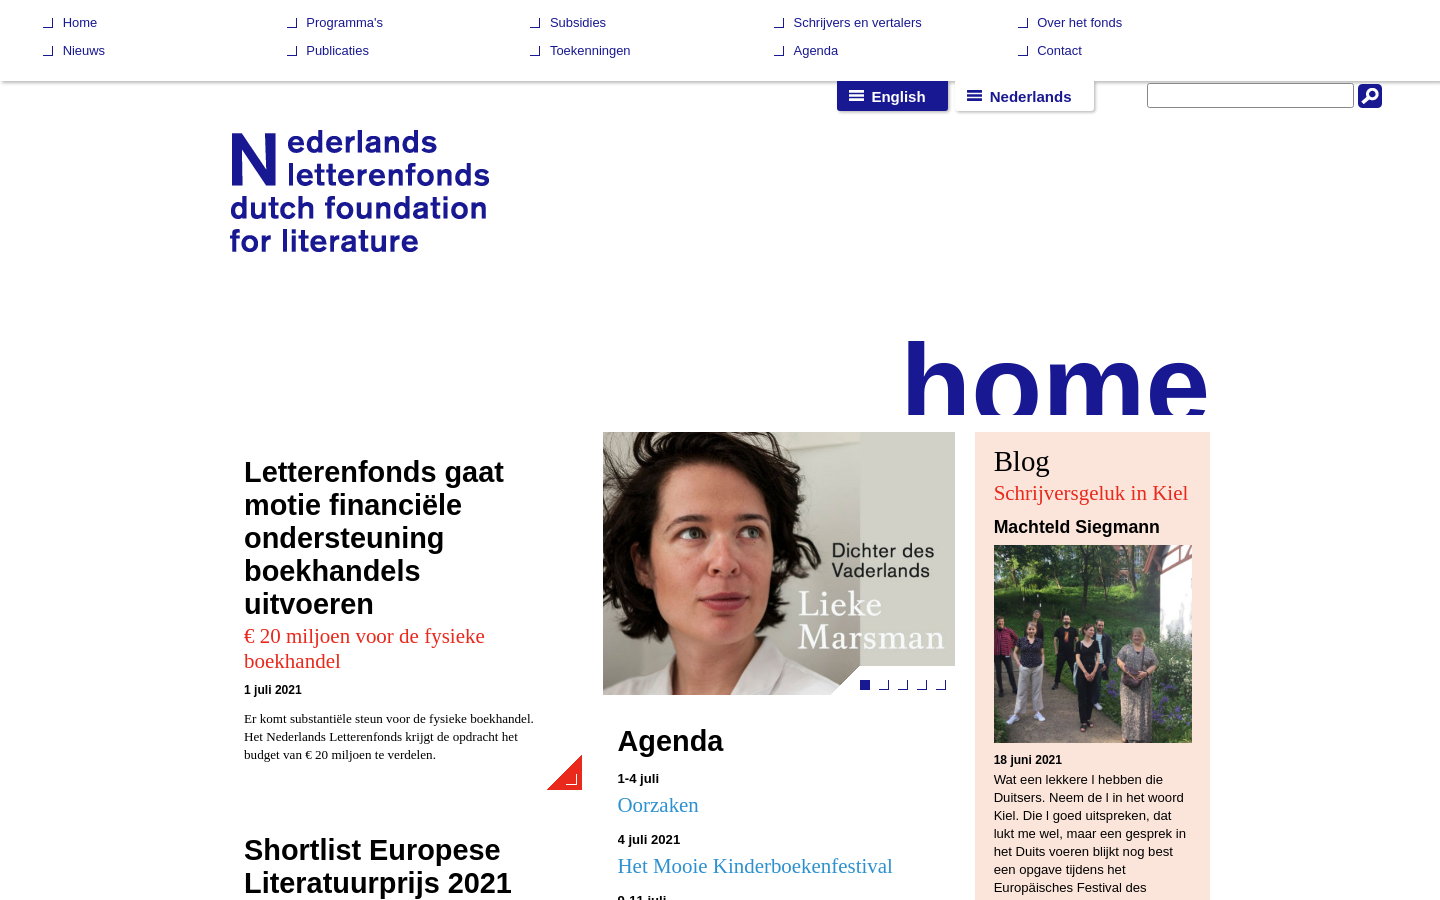 Home
Programma's
Subsidies
Schrijvers en vertalers
Over het fonds
Nieuws
Publicaties
Toekenningen
Agenda
Contact
English
Nederlands
Nederlands
letterenfonds
dutch foundation
for literature
home
Letterenfonds gaat
motie financiële
ondersteuning
boekhandels
uitvoeren
€ 20 miljoen voor de fysieke
boekhandel
1 juli 2021
Er komt substantiële steun voor de fysieke boekhandel.
Het Nederlands Letterenfonds krijgt de opdracht het
budget van € 20 miljoen te verdelen.
Shortlist Europese
Literatuurprijs 2021
Dichter des
Vaderlands
Lieke
Marsman
Agenda
1-4 juli
Oorzaken
4 juli 2021
Het Mooie Kinderboekenfestival
9-11 juli
Blog
Schrijversgeluk in Kiel
Machteld Siegmann
18 juni 2021
Wat een lekkere l hebben die
Duitsers. Neem de l in het woord
Kiel. Die l goed uitspreken, dat
lukt me wel, maar een gesprek in
het Duits voeren blijkt nog best
een opgave tijdens het
Europäisches Festival des